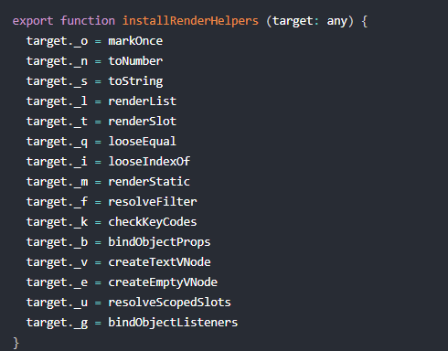 export function installRenderHelpers (target: any) {
  target._o = markOnce
  target._n = toNumber
  target._s = toString
  target._l = renderList
  target._t = renderSlot
  target._q = looseEqual
  target._i = looseIndexOf
  target._m = renderStatic
  target._f = resolveFilter
  target._k = checkKeyCodes
  target._b = bindObjectProps
  target._v = createTextVNode
  target._e = createEmptyVNode
  target._u = resolveScopedSlots
  target._g = bindObjectListeners
}